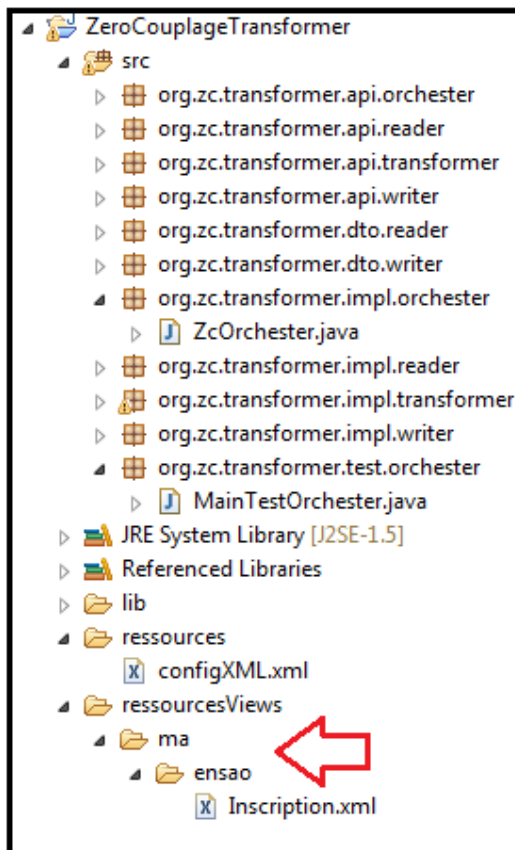 ZeroCouplageTransformer
src
org.zc.transformer.api.orchester
org.zc.transformer.api.reader
org.zc.transformer.api.transformer
org.zc.transformer.api.writer
org.zc.transformer.dto.reader
org.zc.transformer.dto.writer
org.zc.transformer.impl.orchester
ZcOrchester.java
org.zc.transformer.impl.reader
org.zc.transformer.impl.transformer
org.zc.transformer.impl.writer
org.zc.transformer.test.orchester
MainTestOrchester.java
JRE System Library [J2SE-1.5]
Referenced Libraries
lib
ressources
configXML.xml
ressourcesViews
ma
ensao
Inscription.xml